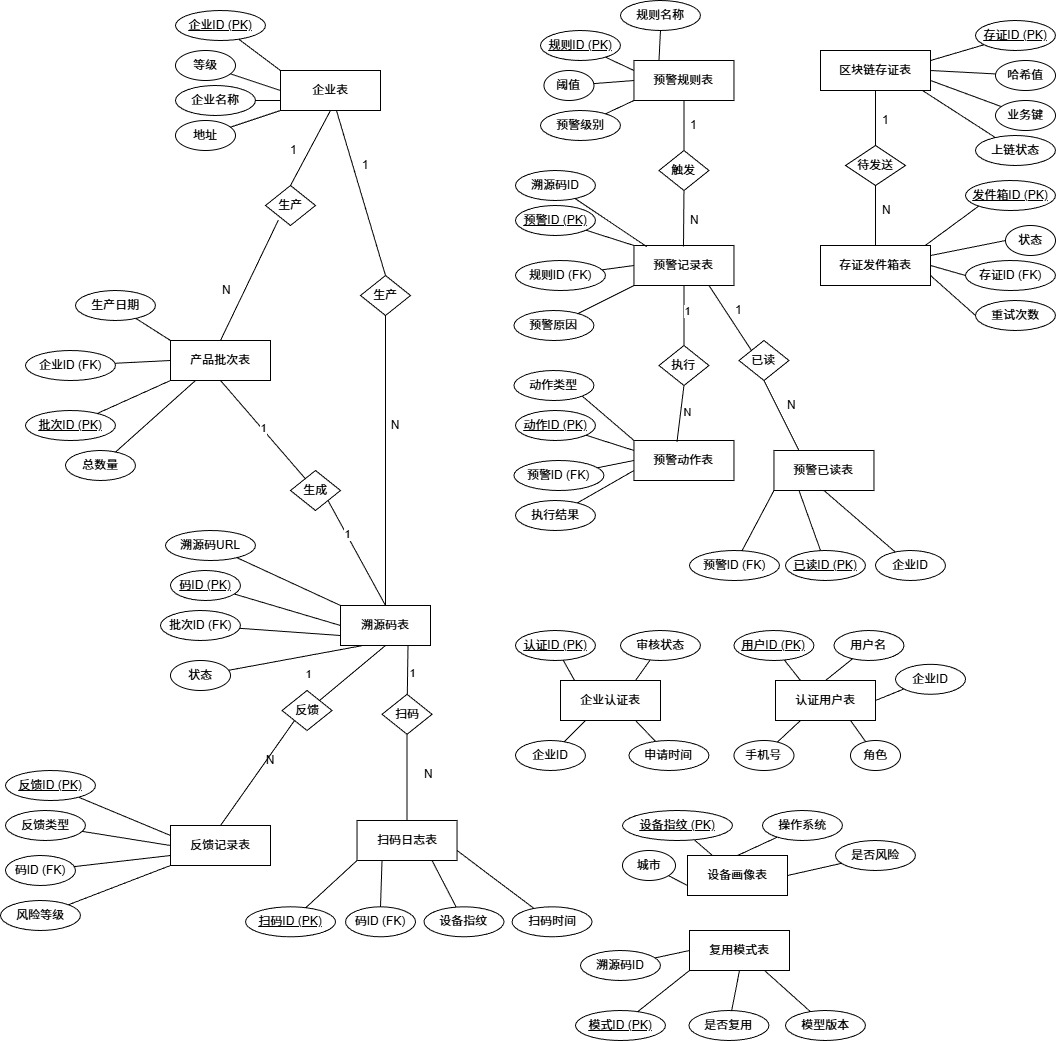 企业ID (PK)
等级
企业名称
地址
企业表
1
生产
N
1
生产
N
生产日期
企业ID (FK)
批次ID (PK)
总数量
产品批次表
1
生成
1
溯源码URL
码ID (PK)
批次ID (FK)
状态
溯源码表
1
反馈
N
1
扫码
N
反馈ID (PK)
反馈类型
码ID (FK)
风险等级
反馈记录表
扫码日志表
扫码ID (PK)
码ID (FK)
设备指纹
扫码时间
规则名称
规则ID (PK)
阈值
预警级别
预警规则表
1
触发
N
溯源码ID
预警ID (PK)
规则ID (FK)
预警原因
预警记录表
1
执行
N
1
已读
N
动作类型
动作ID (PK)
预警ID (FK)
执行结果
预警动作表
预警已读表
预警ID (FK)
已读ID (PK)
企业ID
区块链存证表
存证ID (PK)
哈希值
业务键
上链状态
1
待发送
N
发件箱ID (PK)
状态
存证ID (FK)
重试次数
存证发件箱表
认证ID (PK)
审核状态
企业认证表
企业ID
申请时间
用户ID (PK)
用户名
企业ID
认证用户表
手机号
角色
设备指纹 (PK)
操作系统
城市
是否风险
设备画像表
复用模式表
溯源码ID
模式ID (PK)
是否复用
模型版本